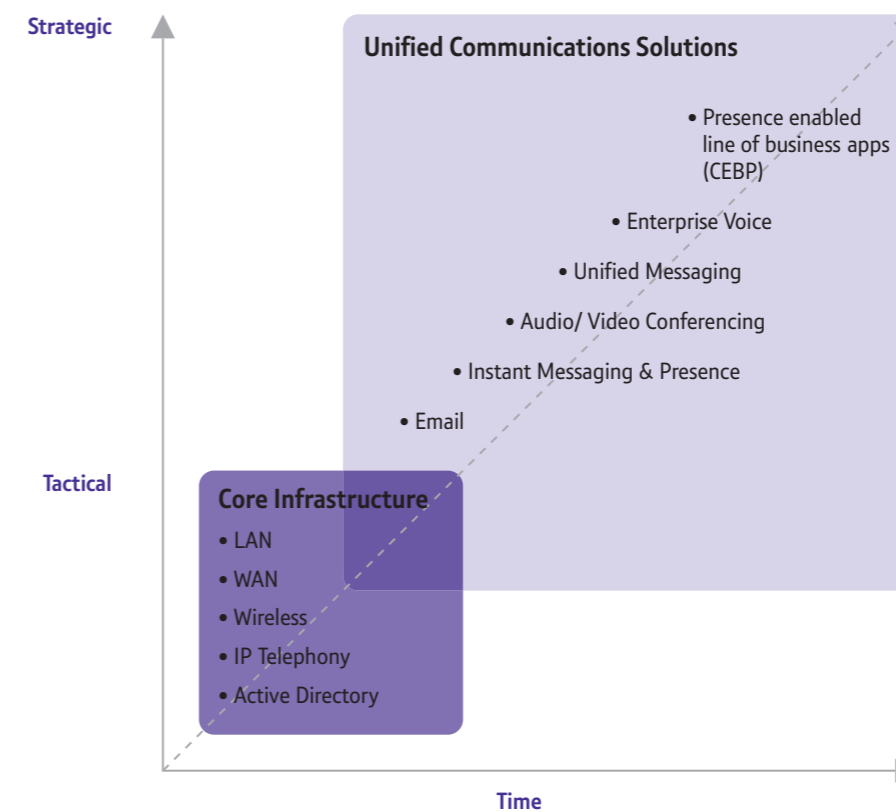 Strategic
Unified Communications Solutions
• Presence enabled
line of business apps
(CEBP)
• Enterprise Voice
• Unified Messaging
• Audio/ Video Conferencing
• Instant Messaging & Presence
• Email
Tactical
Core Infrastructure
• LAN
• WAN
• Wireless
• IP Telephony
• Active Directory
Time